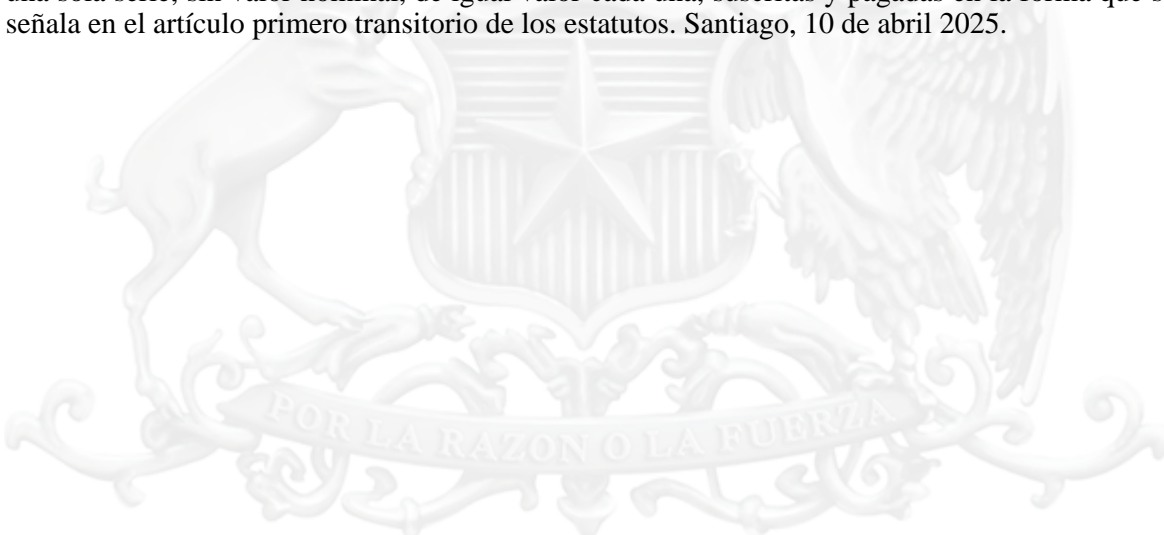 una sola serie, sin valor nominal, de igual valor cada una, suscritas y pagadas en la forma que
señala en el artículo primero transitorio de los estatutos. Santiago, 10 de abril 2025.
POR LA RAZON O LA FUERZA